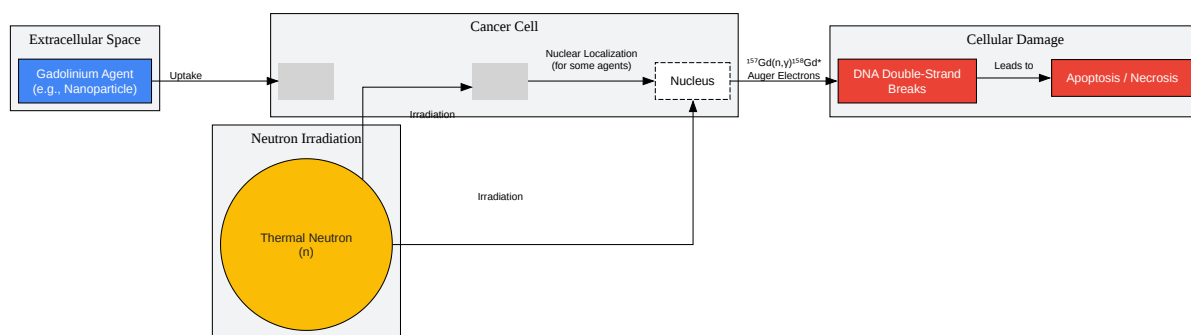 Extracellular Space
Gadolinium Agent
(e.g., Nanoparticle)
Uptake
Cancer Cell
Nuclear Localization
(for some agents)
Nucleus
¹⁵⁷Gd(n,γ)¹⁵⁸Gd*
Auger Electrons
Cellular Damage
DNA Double-Strand
Breaks
Leads to
Apoptosis / Necrosis
Irradiation
Neutron Irradiation
Thermal Neutron
(n)
Irradiation